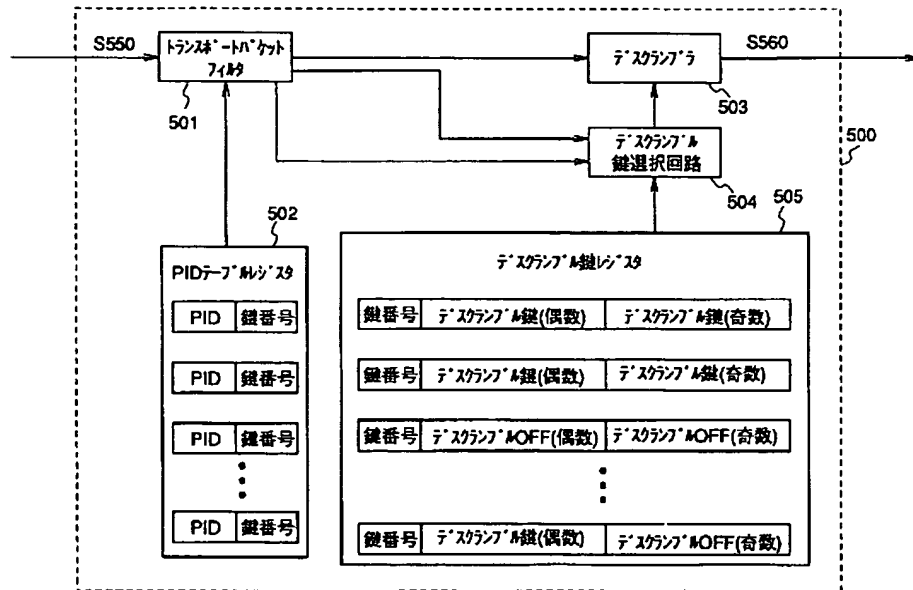 S550
トランスポートパケット
フィルタ
501
デスクランブラ
503
S560
500
デスクランブル
鍵選択回路
504
502
PIDテーブルレジスタ
PID 鍵番号
PID 鍵番号
PID 鍵番号
PID 鍵番号
505
デスクランブル鍵レジスタ
鍵番号 デスクランブル鍵(偶数) デスクランブル鍵(奇数)
鍵番号 デスクランブル鍵(偶数) デスクランブル鍵(奇数)
鍵番号 デスクランブルOFF(偶数) デスクランブルOFF(奇数)
鍵番号 デスクランブル鍵(偶数) デスクランブルOFF(奇数)